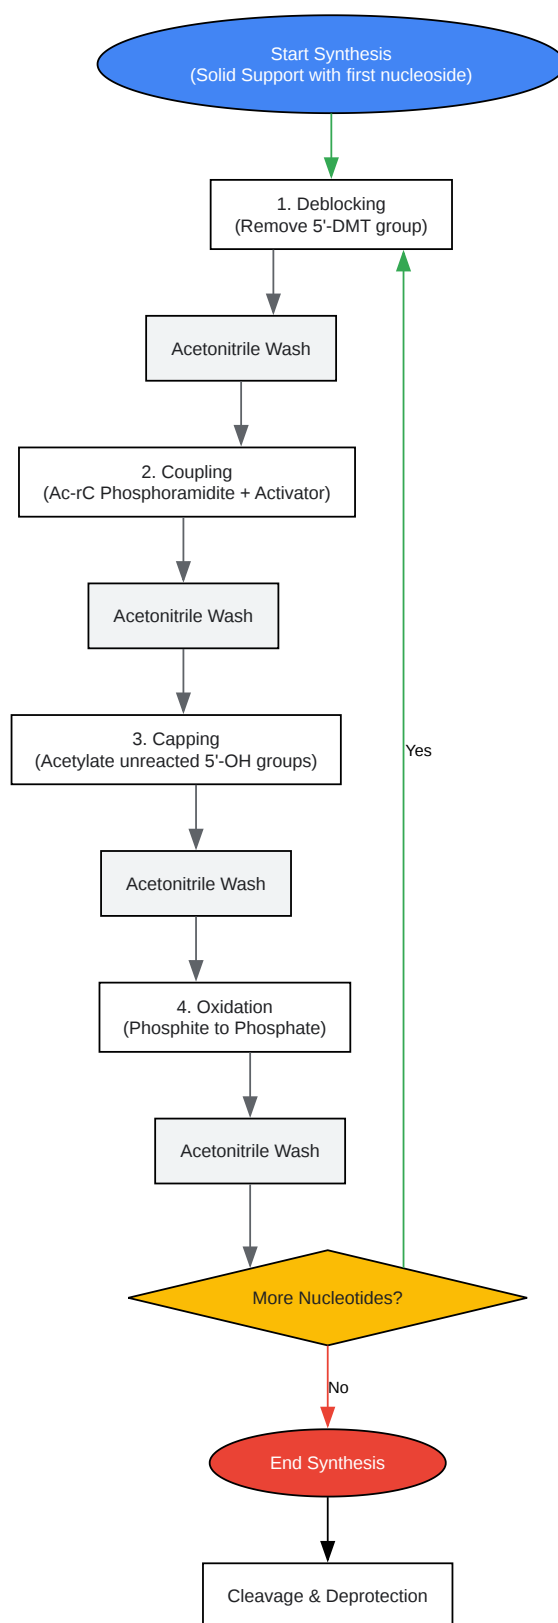 Start Synthesis
(Solid Support with first nucleoside)
1. Deblocking
(Remove 5'-DMT group)
Acetonitrile Wash
2. Coupling
(Ac-rC Phosphoramidite + Activator)
Acetonitrile Wash
3. Capping
(Acetylate unreacted 5'-OH groups)
Yes
Acetonitrile Wash
4. Oxidation
(Phosphite to Phosphate)
Acetonitrile Wash
More Nucleotides?
No
End Synthesis
Cleavage & Deprotection